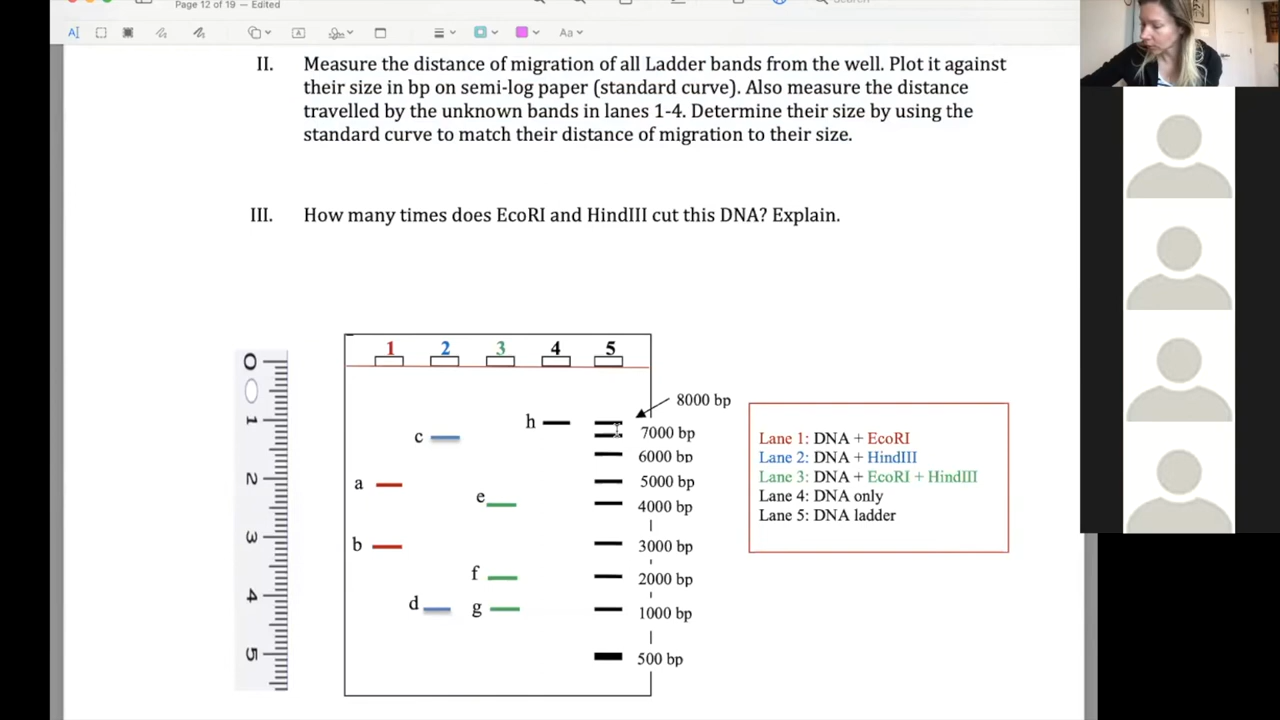 Page 12 of 19 — Edited
Aa
II. Measure the distance of migration of all Ladder bands from the well. Plot it against
their size in bp on semi-log paper (standard curve). Also measure the distance
travelled by the unknown bands in lanes 1-4. Determine their size by using the
standard curve to match their distance of migration to their size.
III. How many times does EcoRI and HindIII cut this DNA? Explain.
1 2 3 4 5
0
1
2
3
4
5
8000 bp
h
7000 bp
c
6000 bp
a
5000 bp
e
4000 bp
b
3000 bp
f
2000 bp
d
g
1000 bp
500 bp
Lane 1: DNA + EcoRI
Lane 2: DNA + HindIII
Lane 3: DNA + EcoRI + HindIII
Lane 4: DNA only
Lane 5: DNA ladder